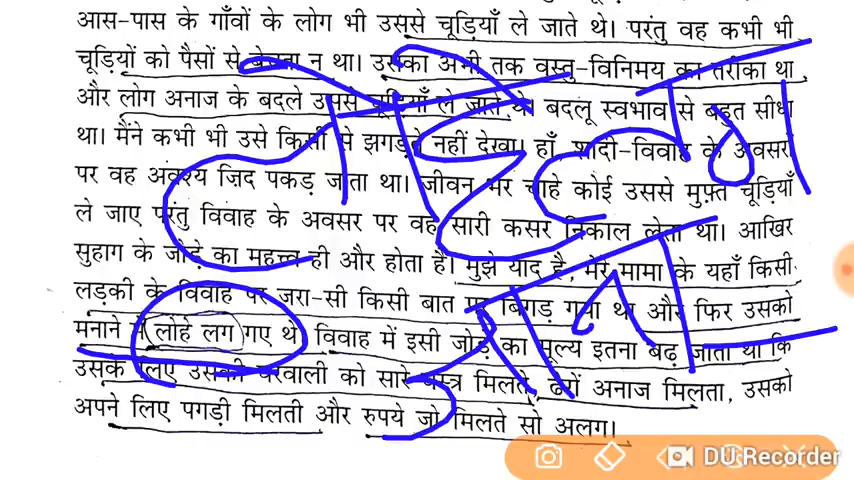 आस-पास के गाँवों के लोग भी उससे चूड़ियाँ ले जाते थे। परंतु वह कभी भी
चूड़ियों को पैसों से बेचता न था। उसका अभी तक वस्तु-विनिमय का तरीका था
और लोग अनाज के बदले उससे चूड़ियाँ ले जाते थे। बदलू स्वभाव से बहुत सीधा
था। मैंने कभी भी उसे किसी से झगड़ते नहीं देखा। हाँ, शादी-विवाह के अवसरों
पर वह अवश्य ज़िद पकड़ जाता था। जीवन भर चाहे कोई उससे मुफ़्त चूड़ियाँ
ले जाए परंतु विवाह के अवसर पर वह सारी कसर निकाल लेता था। आखिर
सुहाग के जोड़े का महत्त्व ही और होता है। मुझे याद है, मेरे मामा के यहाँ किसी
लड़की के विवाह पर जरा-सी किसी बात पर बिगड़ गया था और फिर उसको
मनाने में लोहे लग गए थे। विवाह में इसी जोड़े का मूल्य इतना बढ़ जाता था कि
उसके लिए उसकी घरवाली को सारे वस्त्र मिलते, ढेरों अनाज मिलता, उसको
अपने लिए पगड़ी मिलती और रुपये जो मिलते सो अलग।
DU Recorder